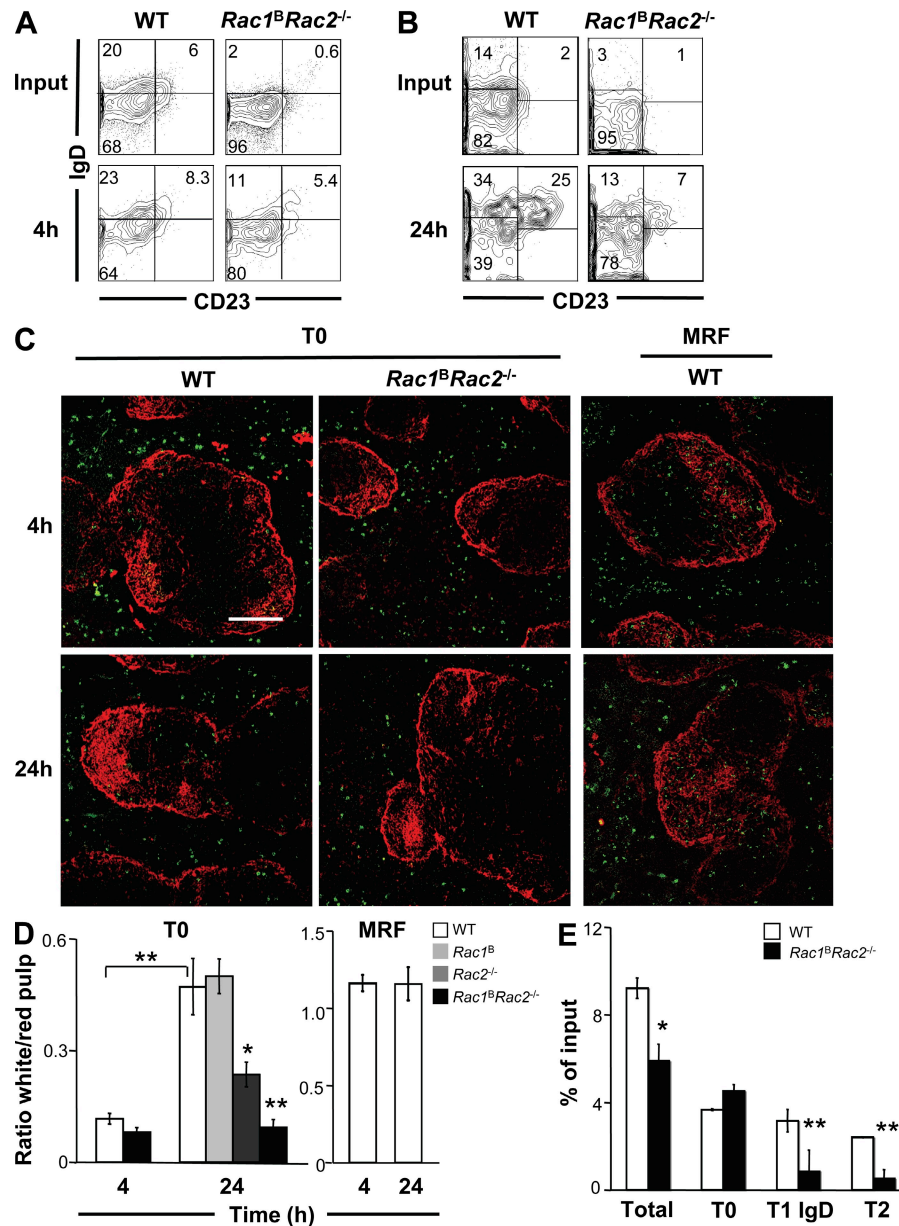 A WT Rac1ᴮRac2⁻/⁻
Input
20 6
68
2 0.6
96
IgD
4h
23 8.3
64
11 5.4
80
CD23
B WT Rac1ᴮRac2⁻/⁻
14 2
82
3 1
95
24h
34 25
39
13 7
78
CD23
C T0 MRF
WT Rac1ᴮRac2⁻/⁻ WT
4h
24h
D T0
Ratio white/red pulp
0.6
0.3
0
**
*
**
4 24
MRF
1.5
1.0
0.5
0
4 24
Time (h)
WT
Rac1ᴮ
Rac2⁻/⁻
Rac1ᴮRac2⁻/⁻
E
WT
Rac1ᴮRac2⁻/⁻
% of input
12
8
4
0
*
**
**
Total T0 T1 IgD T2